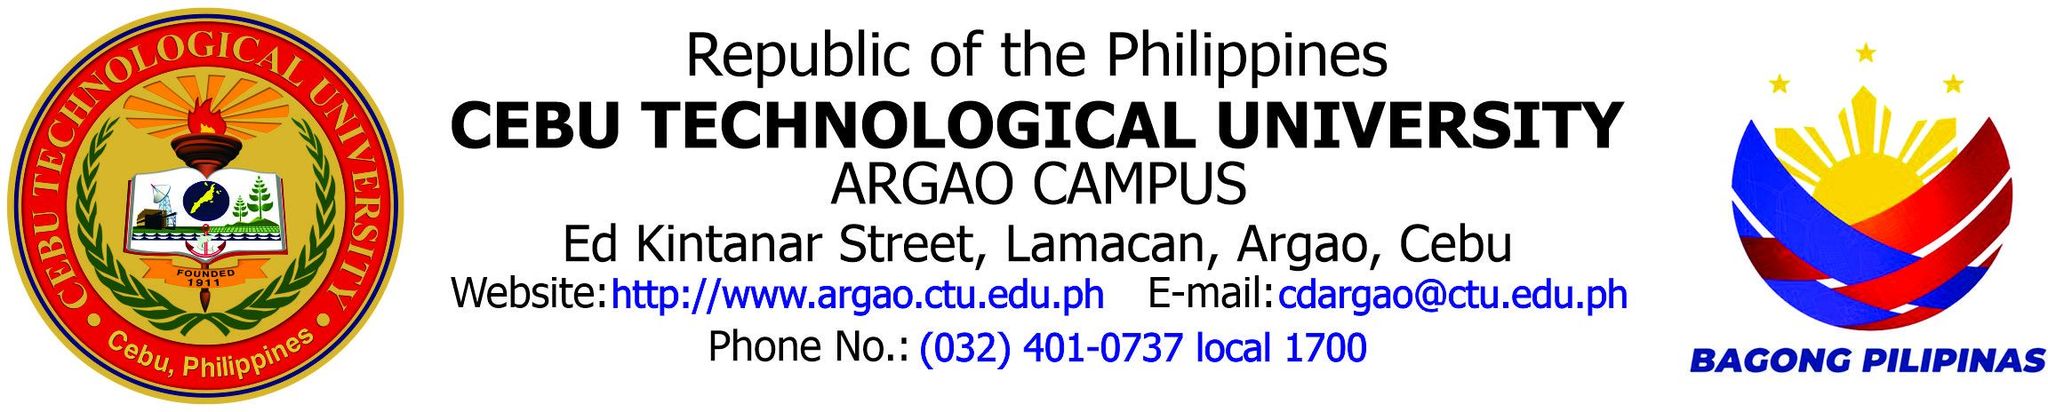 CEBU TECHNOLOGICAL UNIVERSITY
FOUNDED
1911
Cebu, Philippines
Republic of the Philippines
CEBU TECHNOLOGICAL UNIVERSITY
ARGAO CAMPUS
Ed Kintanar Street, Lamacan, Argao, Cebu
Website: http://www.argao.ctu.edu.ph E-mail: cdargao@ctu.edu.ph
Phone No.: (032) 401-0737 local 1700
BAGONG PILIPINAS